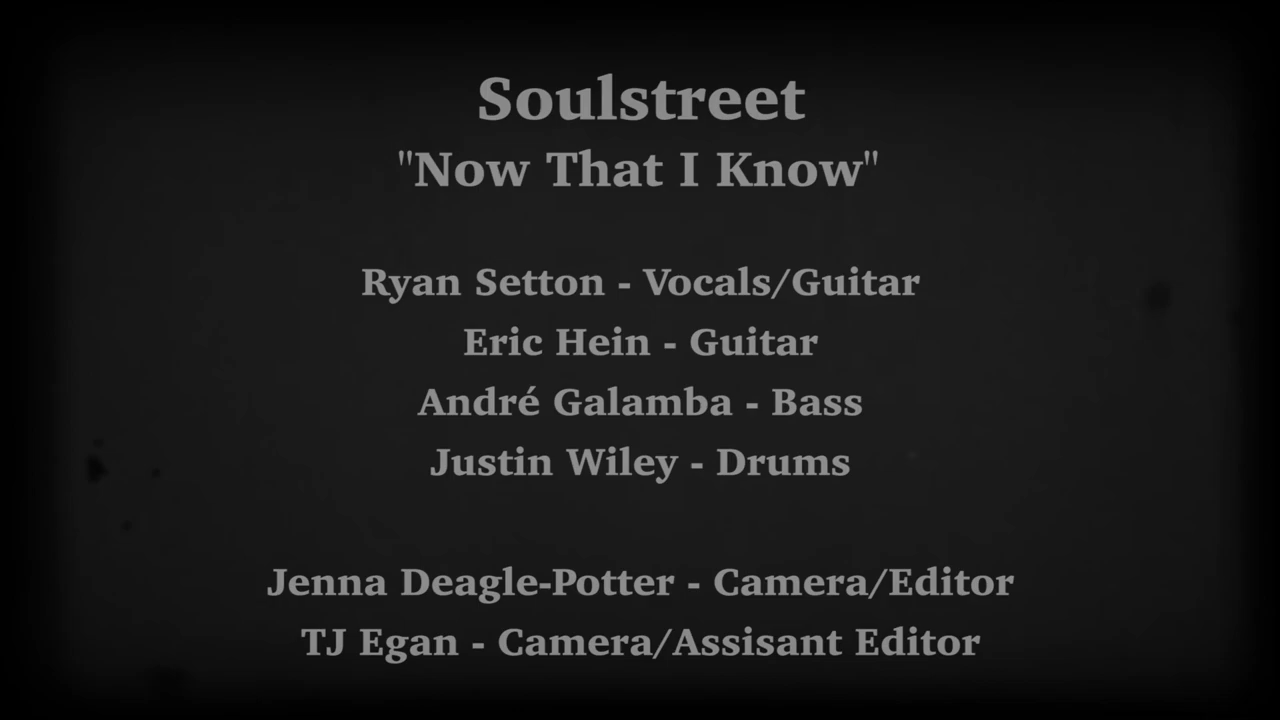 Soulstreet
"Now That I Know"
Ryan Setton - Vocals/Guitar
Eric Hein - Guitar
André Galamba - Bass
Justin Wiley - Drums
Jenna Deagle-Potter - Camera/Editor
TJ Egan - Camera/Assisant Editor